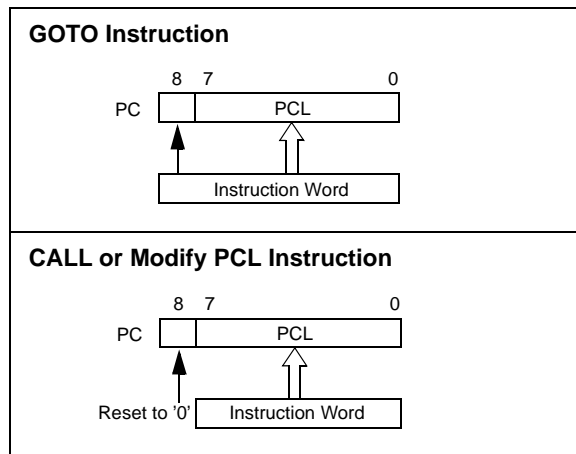 GOTO Instruction
8 7 0
PC PCL
Instruction Word
CALL or Modify PCL Instruction
8 7 0
PC PCL
Reset to '0' Instruction Word